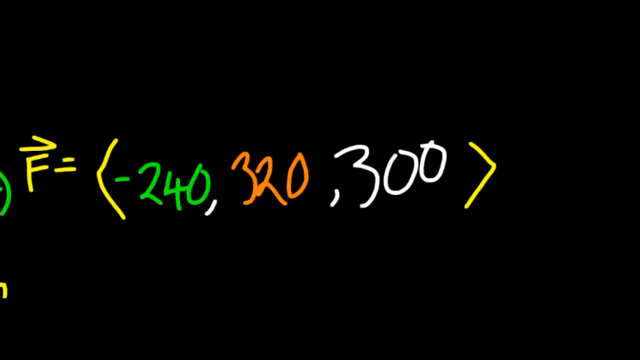 ) F⃗ = ⟨-240, 320, 300⟩